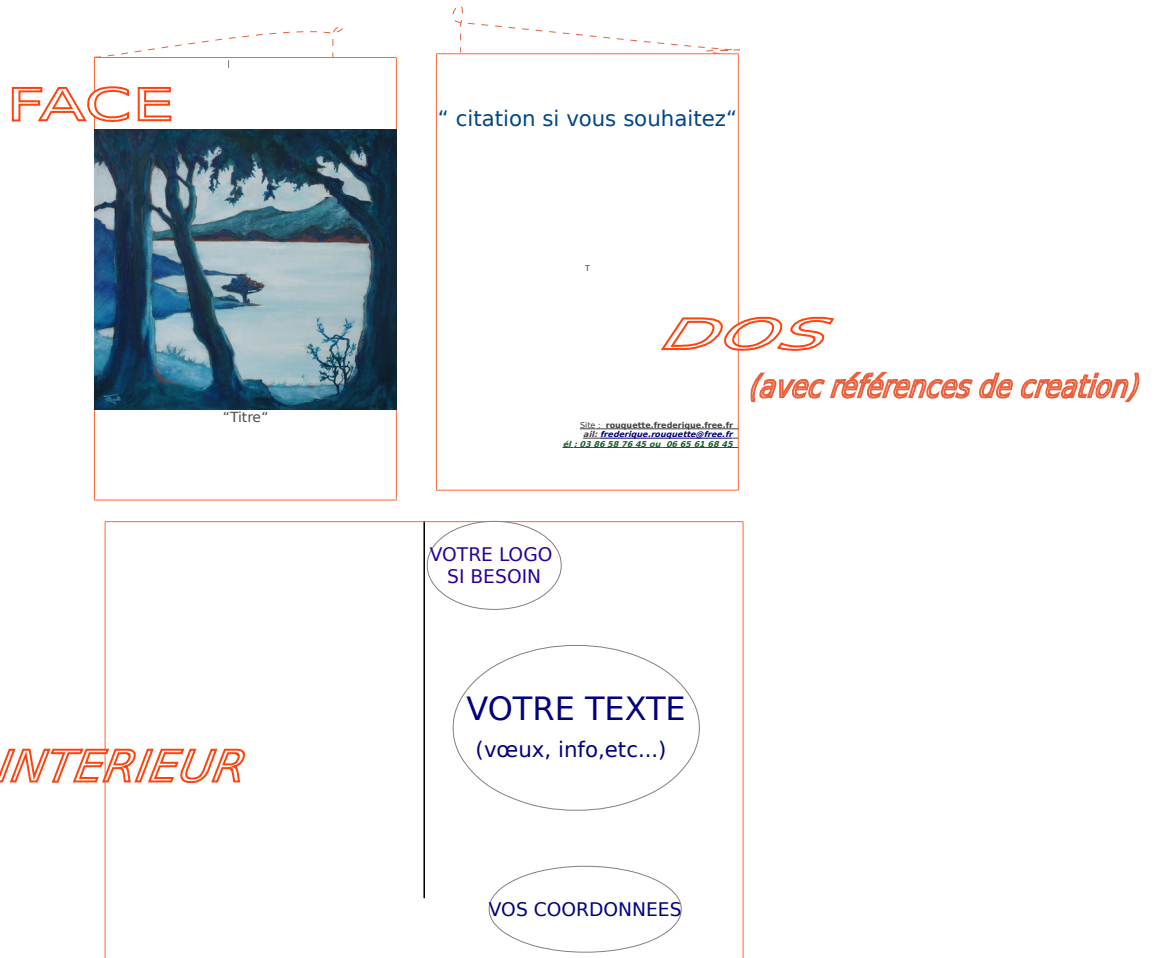 FACE
“Titre“
“ citation si vous souhaitez“
T
DOS
(avec références de creation)
Site : rouquette.frederique.free.fr
ail: frederique.rouquette@free.fr
él : 03 86 58 76 45 ou 06 65 61 68 45
VOTRE LOGO
SI BESOIN
VOTRE TEXTE
(vœux, info,etc...)
INTERIEUR
VOS COORDONNEES